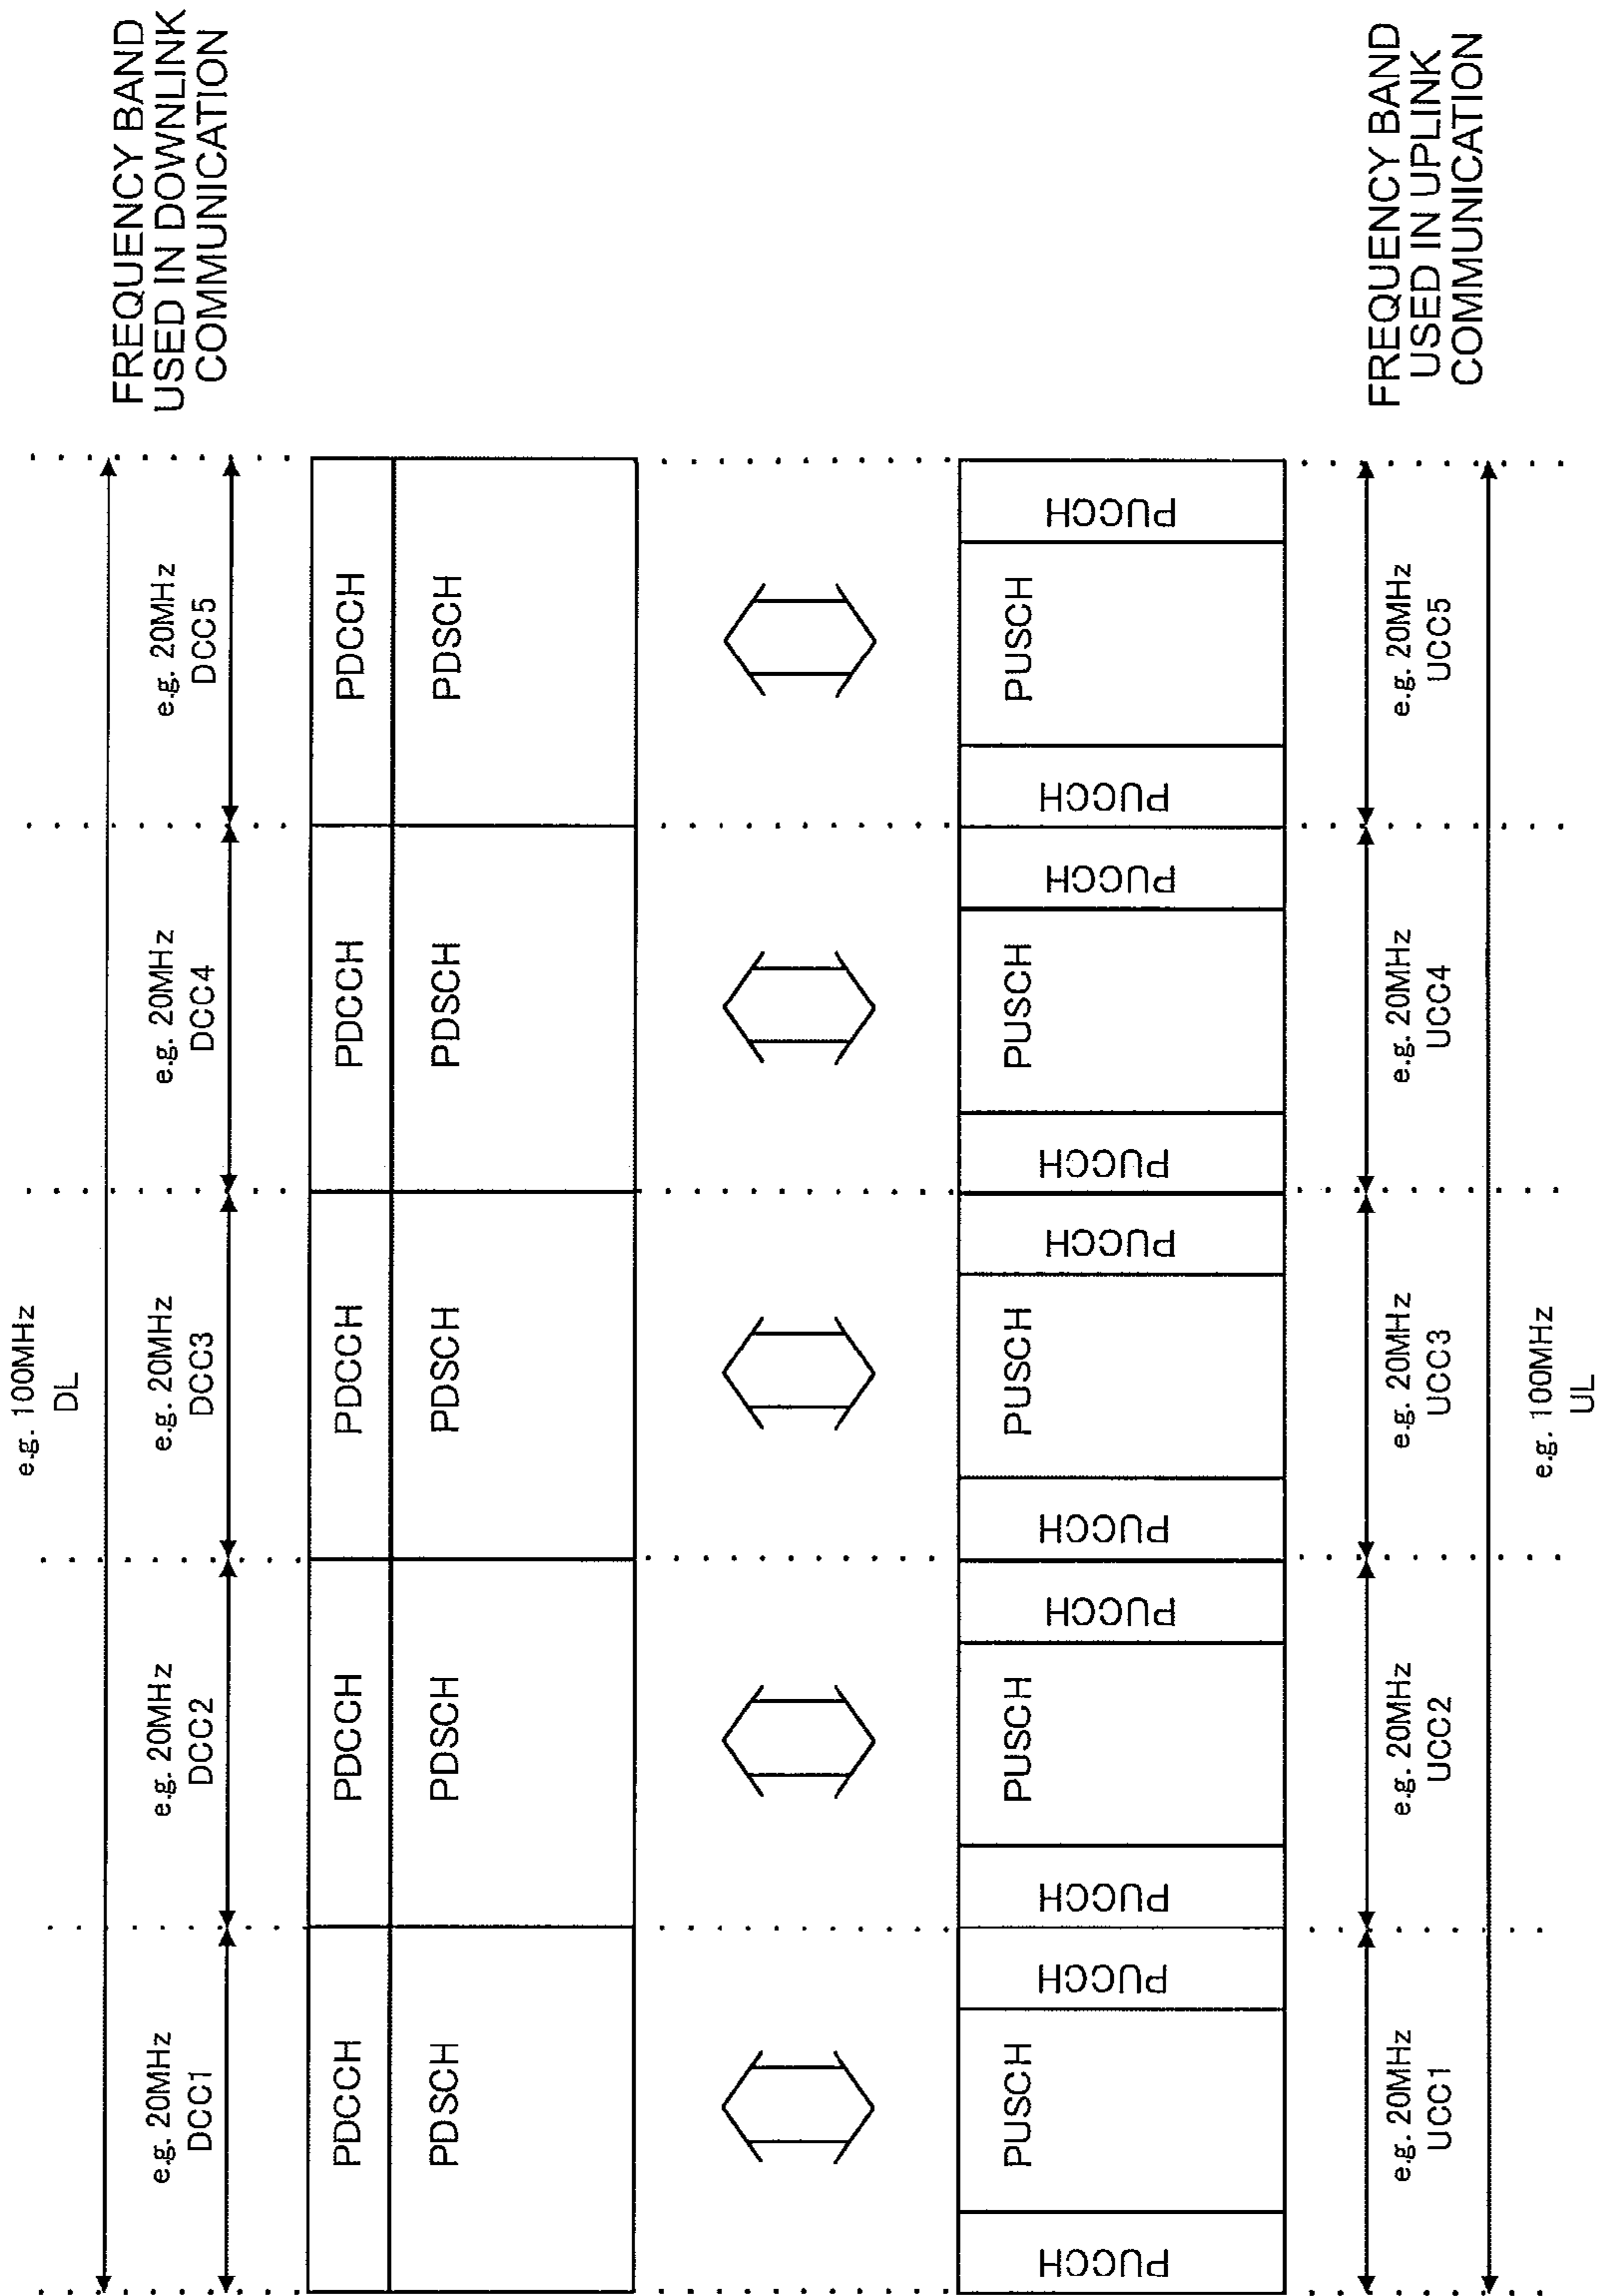 e.g. 100MHz
DL
FREQUENCY BAND
USED IN DOWNLINK
COMMUNICATION
e.g. 20MHz
DCC1
e.g. 20MHz
DCC2
e.g. 20MHz
DCC3
e.g. 20MHz
DCC4
e.g. 20MHz
DCC5
PDCCH
PDCCH
PDCCH
PDCCH
PDCCH
PDSCH
PDSCH
PDSCH
PDSCH
PDSCH
PUCCH
PUSCH
PUCCH
PUCCH
PUSCH
PUCCH
PUCCH
PUSCH
PUCCH
PUCCH
PUSCH
PUCCH
PUCCH
PUSCH
PUCCH
e.g. 20MHz
UCC1
e.g. 20MHz
UCC2
e.g. 20MHz
UCC3
e.g. 20MHz
UCC4
e.g. 20MHz
UCC5
FREQUENCY BAND
USED IN UPLINK
COMMUNICATION
e.g. 100MHz
UL